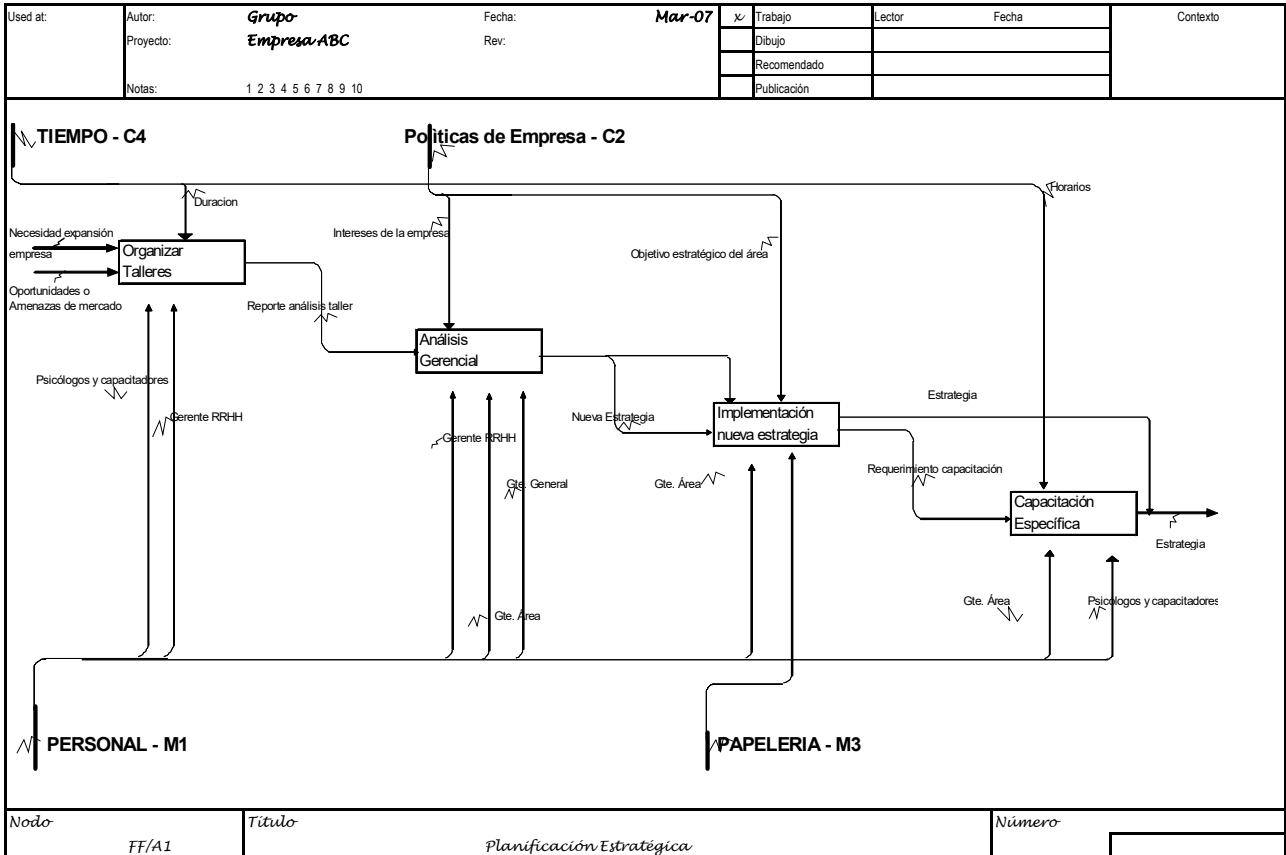 Used at:
Autor:
Grupo
Fecha:
Mar-07
x
Trabajo
Lector
Fecha
Contexto
Proyecto:
Empresa ABC
Rev:
Dibujo
Recomendado
Notas:
1 2 3 4 5 6 7 8 9 10
Publicación
TIEMPO - C4
Polìticas de Empresa - C2
Duracion
Horarios
Necesidad expansión
empresa
Organizar
Talleres
Intereses de la empresa
Objetivo estratégico del área
Oportunidades o
Amenazas de mercado
Reporte análisis taller
Análisis
Gerencial
Psicólogos y capacitadores
Gerente RRHH
Gerente RRHH
Nueva Estrategia
Implementación
nueva estrategia
Estrategia
Gte. General
Gte. Área
Requerimiento capacitación
Capacitación
Específica
Estrategia
Gte. Área
Gte. Área
Psicólogos y capacitadores
PERSONAL - M1
PAPELERIA - M3
Nodo
FF/A1
Título
Planificación Estratégica
Número